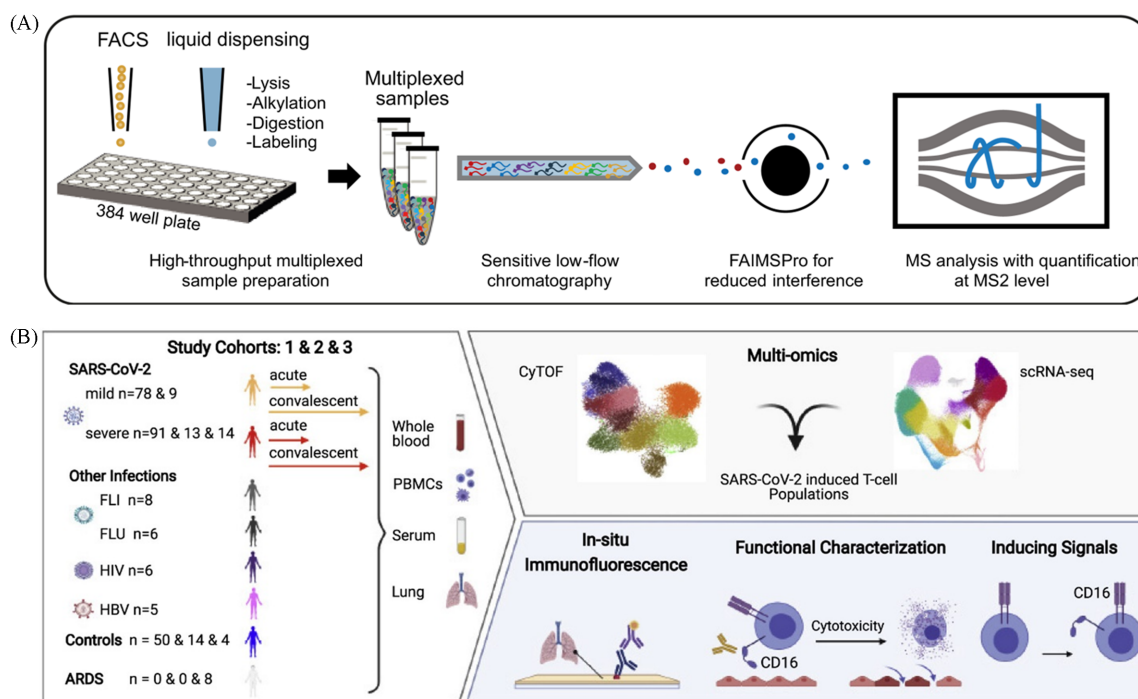 (A)
FACS
liquid dispensing
-Lysis
-Alkylation
-Digestion
-Labeling
384 well plate
Multiplexed
samples
High-throughput multiplexed
sample preparation
Sensitive low-flow
chromatography
FAIMSPro for
reduced interference
MS analysis with quantification
at MS2 level
(B)
Study Cohorts: 1 & 2 & 3
SARS-CoV-2
mild n=78 & 9
severe n=91 & 13 & 14
acute
convalescent
acute
convalescent
Other Infections
FLI n=8
FLU n=6
HIV n=6
HBV n=5
Controls n = 50 & 14 & 4
ARDS n = 0 & 0 & 8
Whole
blood
PBMCs
Serum
Lung
Multi-omics
CyTOF
scRNA-seq
SARS-CoV-2 induced T-cell
Populations
In-situ
Immunofluorescence
Functional Characterization
CD16
Cytotoxicity
Inducing Signals
CD16